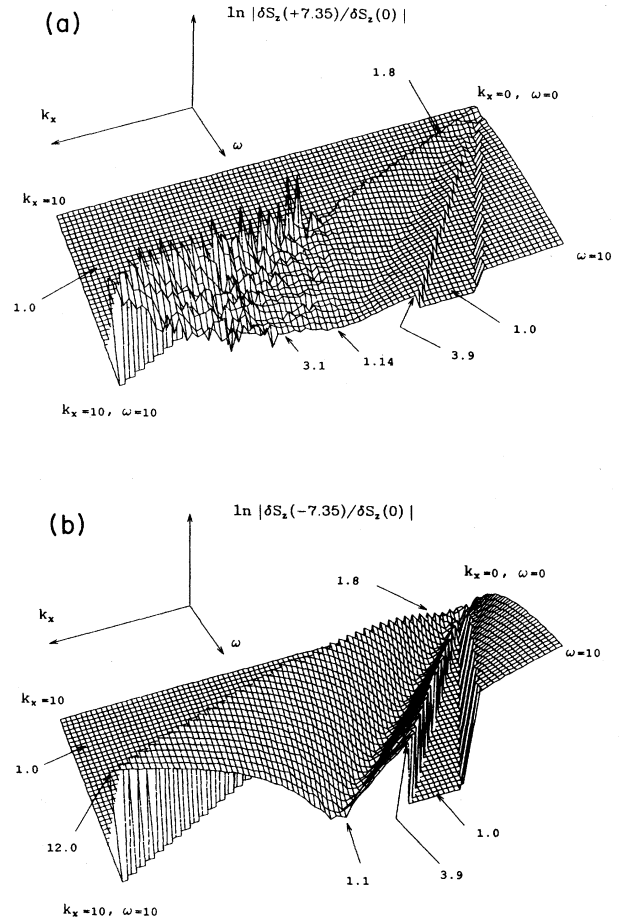 (a)
ln |δS_z(+7.35)/δS_z(0)|
1.8
k_x=0, ω=0
k_x
ω
k_x=10
ω=10
1.0
1.0
3.1
1.14
3.9
k_x=10, ω=10
(b)
ln |δS_z(−7.35)/δS_z(0)|
k_x=0, ω=0
1.8
k_x
ω
ω=10
k_x=10
1.0
1.0
12.0
3.9
1.1
k_x=10, ω=10